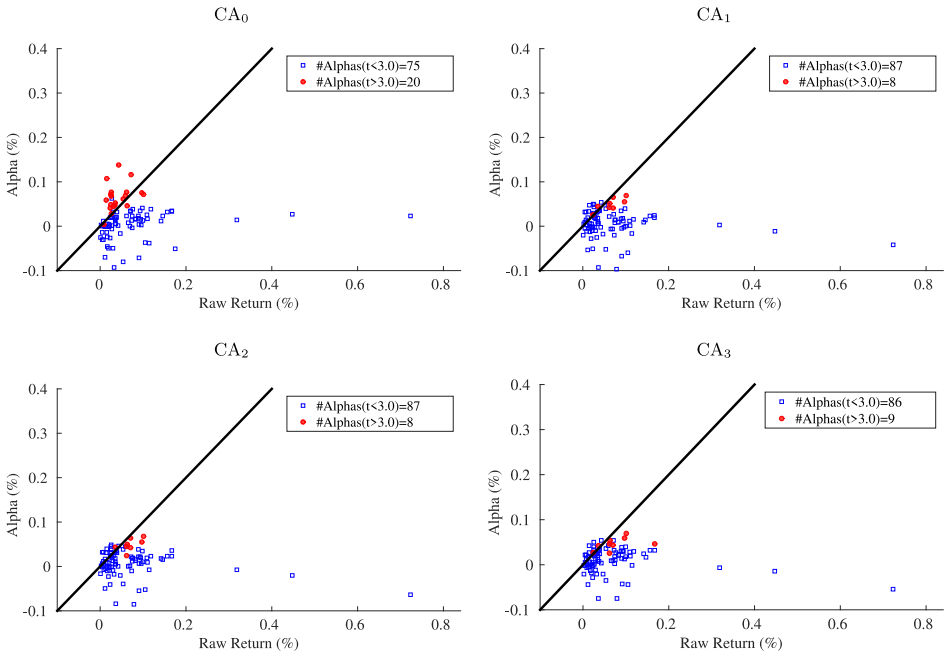 CA₀
0.4
0.3
0.2
0.1
0
-0.1
Alpha (%)
#Alphas(t<3.0)=75
#Alphas(t>3.0)=20
0 0.2 0.4 0.6 0.8
Raw Return (%)
CA₁
0.4
0.3
0.2
0.1
0
-0.1
Alpha (%)
#Alphas(t<3.0)=87
#Alphas(t>3.0)=8
0 0.2 0.4 0.6 0.8
Raw Return (%)
CA₂
0.4
0.3
0.2
0.1
0
-0.1
Alpha (%)
#Alphas(t<3.0)=87
#Alphas(t>3.0)=8
0 0.2 0.4 0.6 0.8
Raw Return (%)
CA₃
0.4
0.3
0.2
0.1
0
-0.1
Alpha (%)
#Alphas(t<3.0)=86
#Alphas(t>3.0)=9
0 0.2 0.4 0.6 0.8
Raw Return (%)